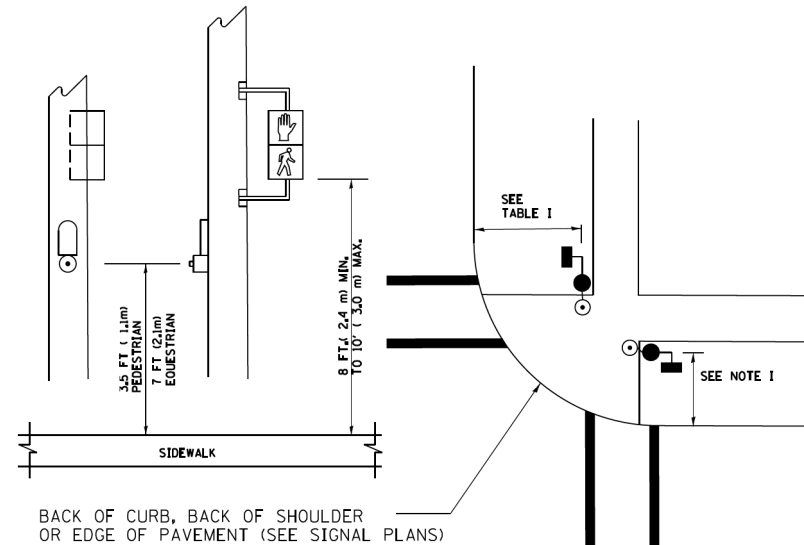 3.5 FT ( 1.1m)
PEDESTRIAN
7 FT (2.1m)
EQUESTRIAN
8 FT.( 2.4 m) MIN.
TO 10' ( 3.0 m) MAX.
SIDEWALK
SEE
TABLE I
SEE NOTE I
BACK OF CURB, BACK OF SHOULDER
OR EDGE OF PAVEMENT (SEE SIGNAL PLANS)